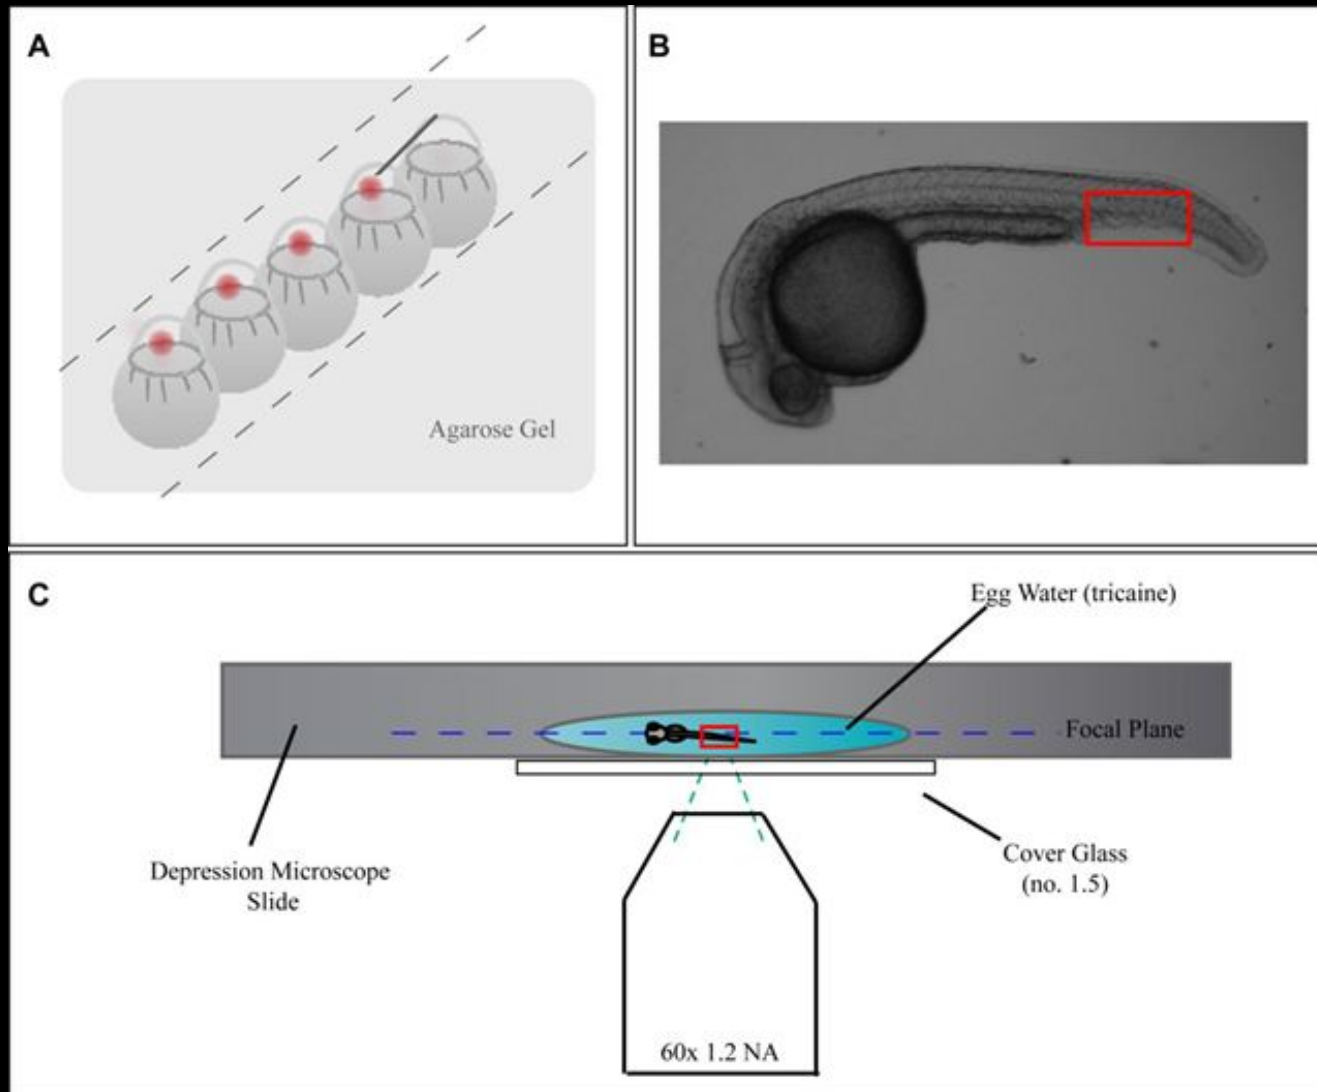 A
Agarose Gel
B
C
Egg Water (tricaine)
Focal Plane
Depression Microscope
Slide
Cover Glass
(no. 1.5)
60x 1.2 NA